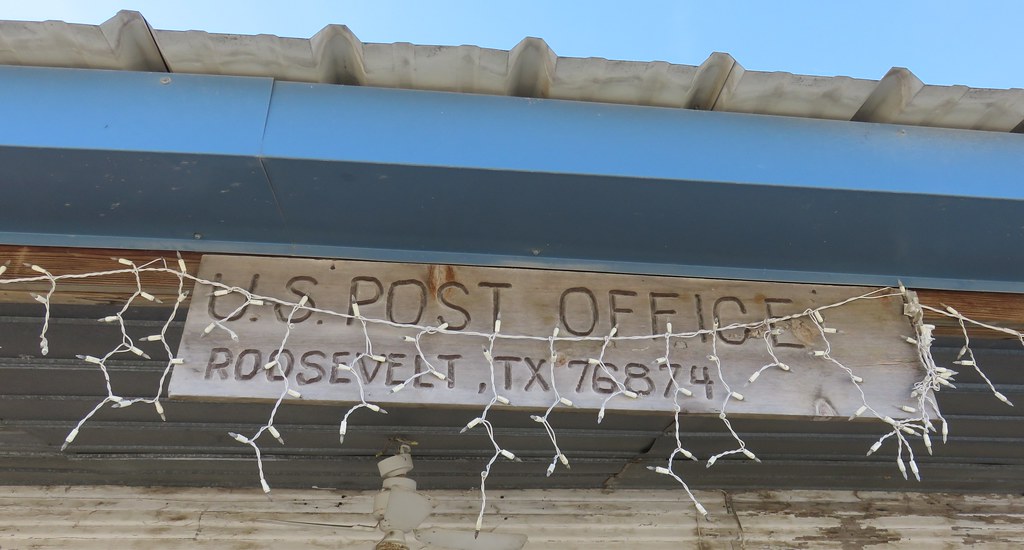 U.S. POST OFFICE
ROOSEVELT, TX 76874